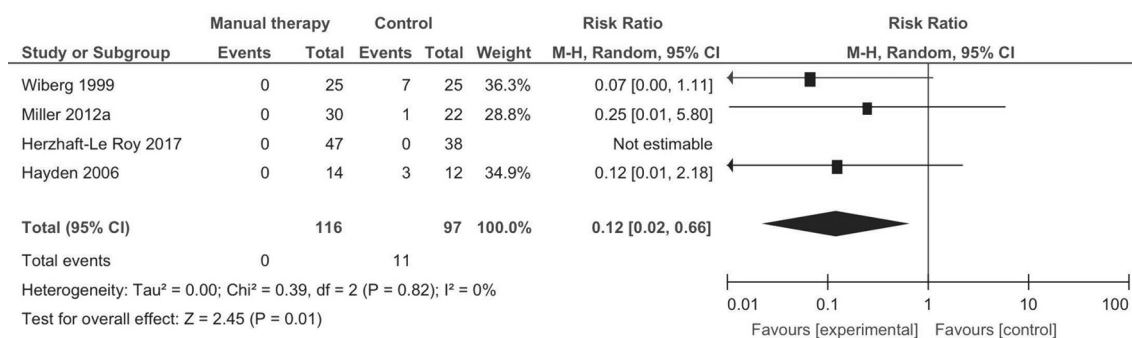 Manual therapy Control Risk Ratio Risk Ratio
Study or Subgroup Events Total Events Total Weight M-H, Random, 95% CI M-H, Random, 95% CI
Wiberg 1999 0 25 7 25 36.3% 0.07 [0.00, 1.11]
Miller 2012a 0 30 1 22 28.8% 0.25 [0.01, 5.80]
Herzhaft-Le Roy 2017 0 47 0 38 Not estimable
Hayden 2006 0 14 3 12 34.9% 0.12 [0.01, 2.18]
Total (95% CI) 116 97 100.0% 0.12 [0.02, 0.66]
Total events 0 11
Heterogeneity: Tau² = 0.00; Chi² = 0.39, df = 2 (P = 0.82); I² = 0%
Test for overall effect: Z = 2.45 (P = 0.01)
0.01 0.1 1 10 100
Favours [experimental] Favours [control]